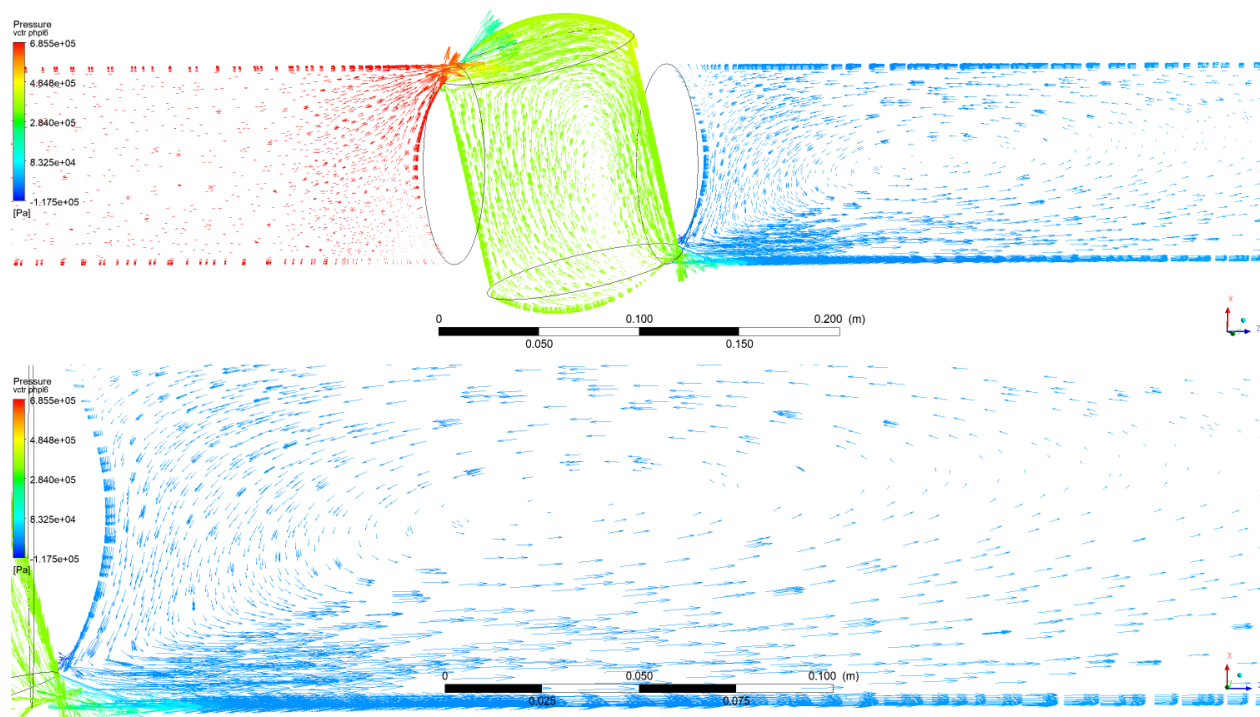 Pressure
vctr phpl6
6.855e+05
4.848e+05
2.840e+05
8.325e+04
-1.175e+05
[Pa]
0 0.100 0.200 (m)
0.050 0.150
X
Pressure
vctr phpl6
6.855e+05
4.848e+05
2.840e+05
8.325e+04
-1.175e+05
[Pa]
0 0.050 0.100 (m)
0.025 0.075
X